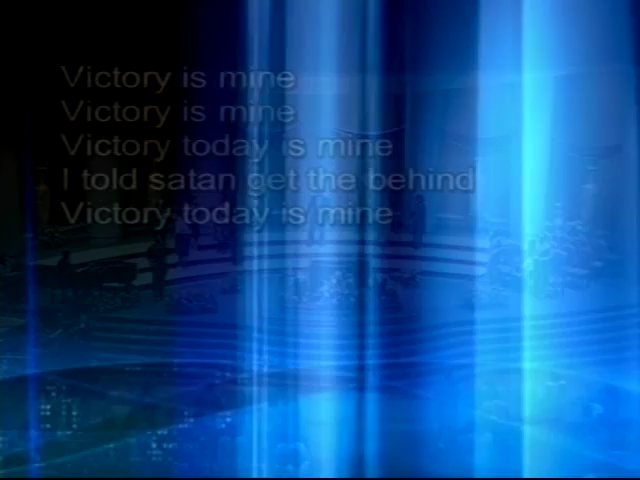 Victory is mine
Victory is mine
Victory today is mine
I told satan get the behind
Victory today is mine